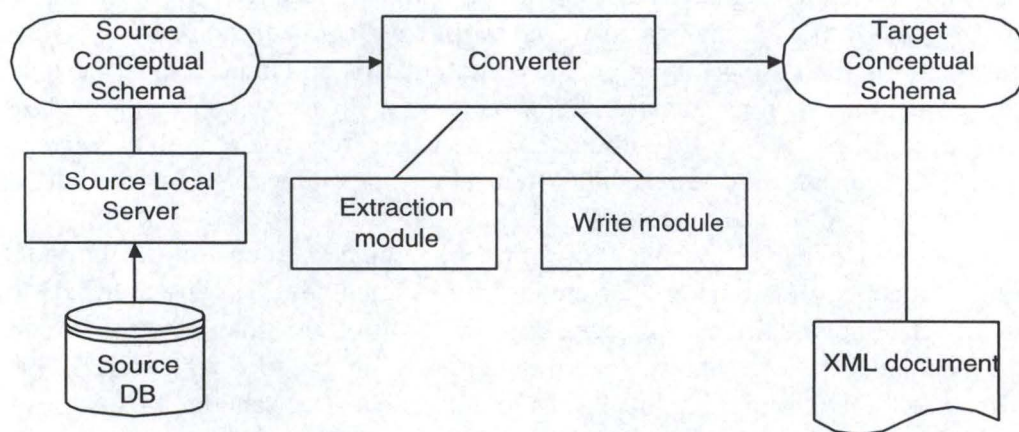 Source
Conceptual
Schema
Converter
Target
Conceptual
Schema
Source Local
Server
Extraction
module
Write module
Source
DB
XML document